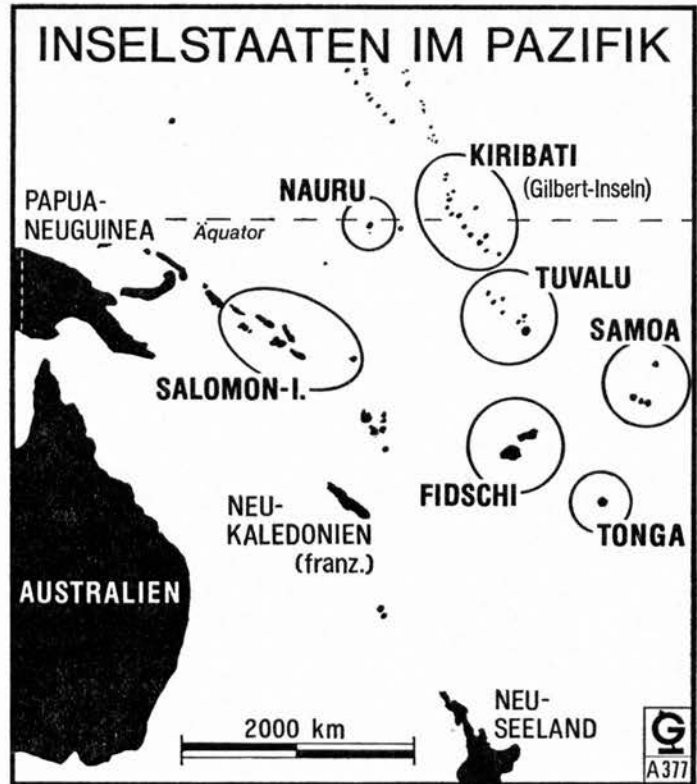 INSELSTAATEN IM PAZIFIK
KIRIBATI
(Gilbert-Inseln)
NAURU
PAPUA-
NEUGUINEA
Äquator
TUVALU
SAMOA
SALOMON-I.
FIDSCHI
NEU-
KALEDONIEN
(franz.)
TONGA
AUSTRALIEN
NEU-
SEELAND
2000 km
G
A377